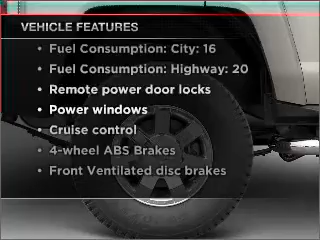 VEHICLE FEATURES
• Fuel Consumption: City: 16
• Fuel Consumption: Highway: 20
• Remote power door locks
• Power windows
• Cruise control
• 4-wheel ABS Brakes
• Front Ventilated disc brakes